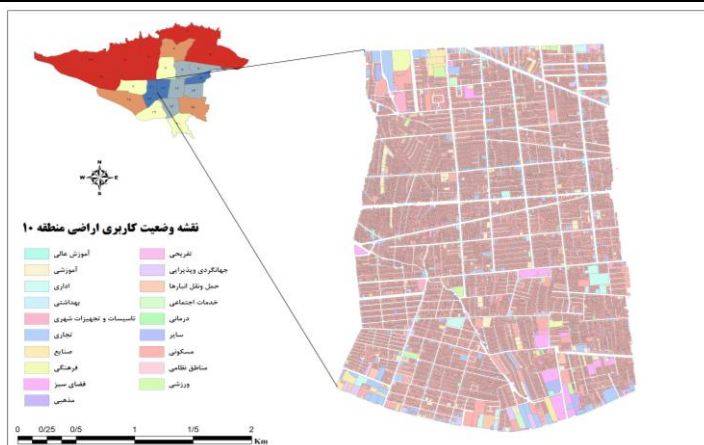 N
W E
S
نقشه وضعیت کاربری اراضی منطقه ۱۰
آموزش عالی
آموزشی
اداری
بهداشتی
تاسیسات و تجهیزات شهری
تجاری
صنایع
فرهنگی
فضای سبز
مذهبی
تفریحی
جهانگردی وپذیرایی
حمل ونقل انبارها
خدمات اجتماعی
درمانی
سایر
مسکونی
مناطق نظامی
ورزشی
0 0/25 0/5 1 1/5 2
Km